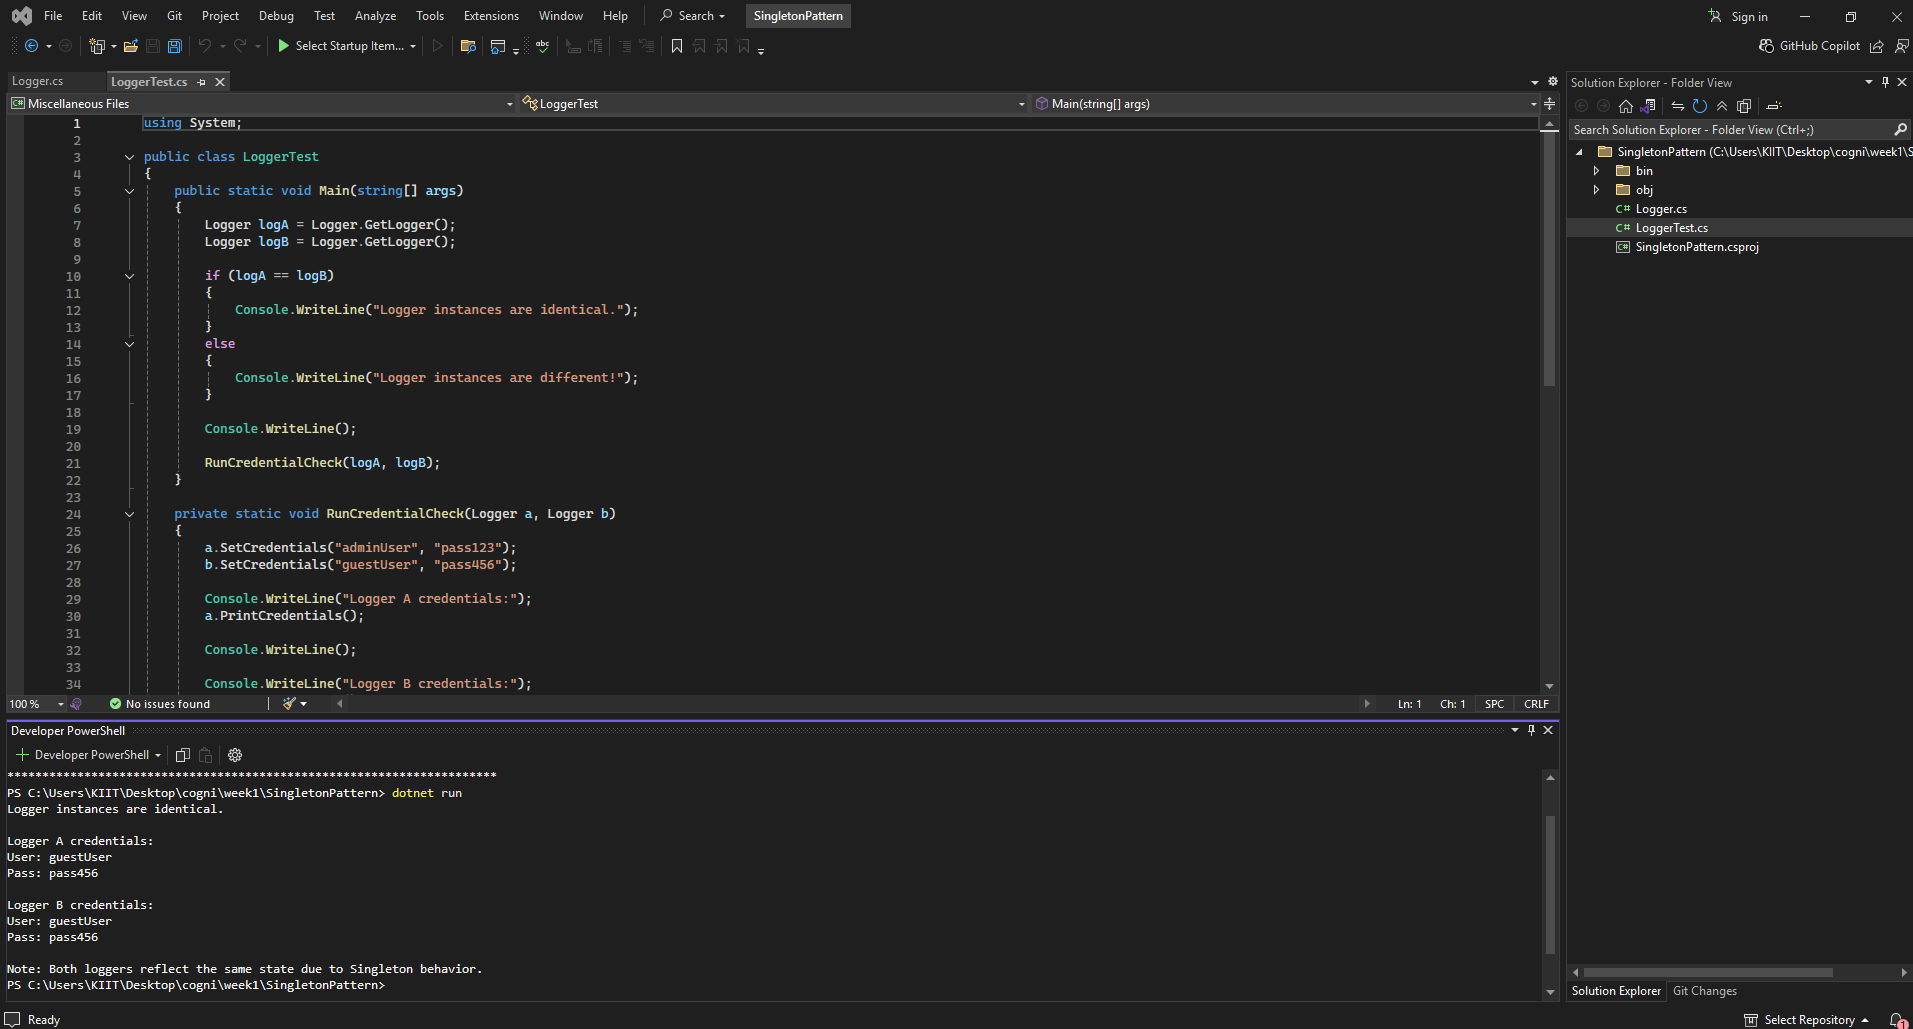 File Edit View Git Project Debug Test Analyze Tools Extensions Window Help Search SingletonPattern Sign in
Select Startup Item... GitHub Copilot
Logger.cs LoggerTest.cs
C# Miscellaneous Files LoggerTest Main(string[] args)
1 using System;
2
3 public class LoggerTest
4 {
5 public static void Main(string[] args)
6 {
7 Logger logA = Logger.GetLogger();
8 Logger logB = Logger.GetLogger();
9
10 if (logA == logB)
11 {
12 Console.WriteLine("Logger instances are identical.");
13 }
14 else
15 {
16 Console.WriteLine("Logger instances are different!");
17 }
18
19 Console.WriteLine();
20
21 RunCredentialCheck(logA, logB);
22 }
23
24 private static void RunCredentialCheck(Logger a, Logger b)
25 {
26 a.SetCredentials("adminUser", "pass123");
27 b.SetCredentials("guestUser", "pass456");
28
29 Console.WriteLine("Logger A credentials:");
30 a.PrintCredentials();
31
32 Console.WriteLine();
33
34 Console.WriteLine("Logger B credentials:");
100 % No issues found Ln: 1 Ch: 1 SPC CRLF
Developer PowerShell
Developer PowerShell
**********************************************************************
PS C:\Users\KIIT\Desktop\cogni\week1\SingletonPattern> dotnet run
Logger instances are identical.
Logger A credentials:
User: guestUser
Pass: pass456
Logger B credentials:
User: guestUser
Pass: pass456
Note: Both loggers reflect the same state due to Singleton behavior.
PS C:\Users\KIIT\Desktop\cogni\week1\SingletonPattern>
Solution Explorer - Folder View
Search Solution Explorer - Folder View (Ctrl+;)
SingletonPattern (C:\Users\KIIT\Desktop\cogni\week1\S
bin
obj
C# Logger.cs
C# LoggerTest.cs
C# SingletonPattern.csproj
Solution Explorer Git Changes
Ready Select Repository 1